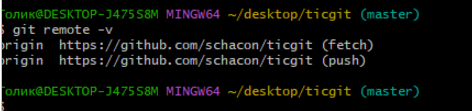 Толик@DESKTOP-J475S8M MINGW64 ~/desktop/ticgit (master)
$ git remote -v
origin  https://github.com/schacon/ticgit (fetch)
origin  https://github.com/schacon/ticgit (push)
Толик@DESKTOP-J475S8M MINGW64 ~/desktop/ticgit (master)
$